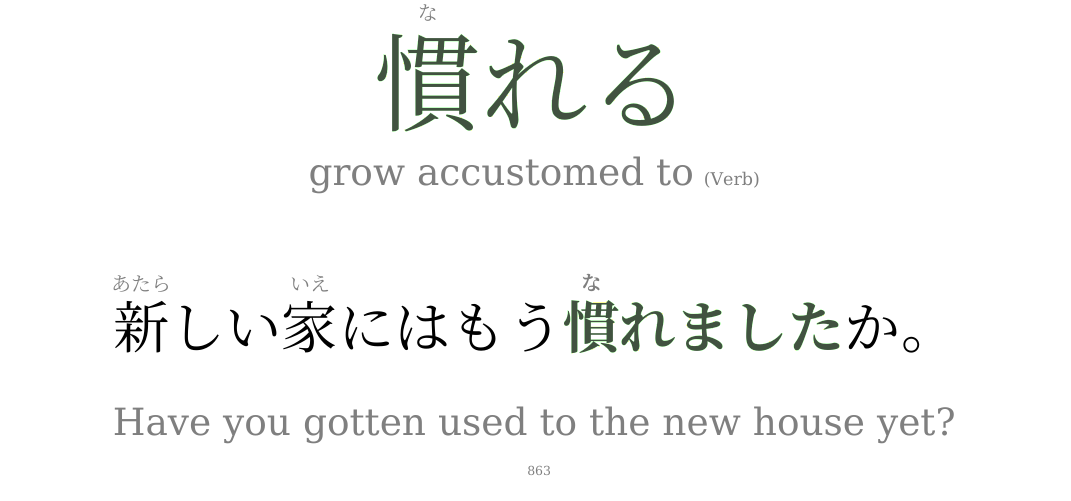 な
慣れる
grow accustomed to (Verb)
あたら いえ な
新しい家にはもう慣れましたか。
Have you gotten used to the new house yet?
863